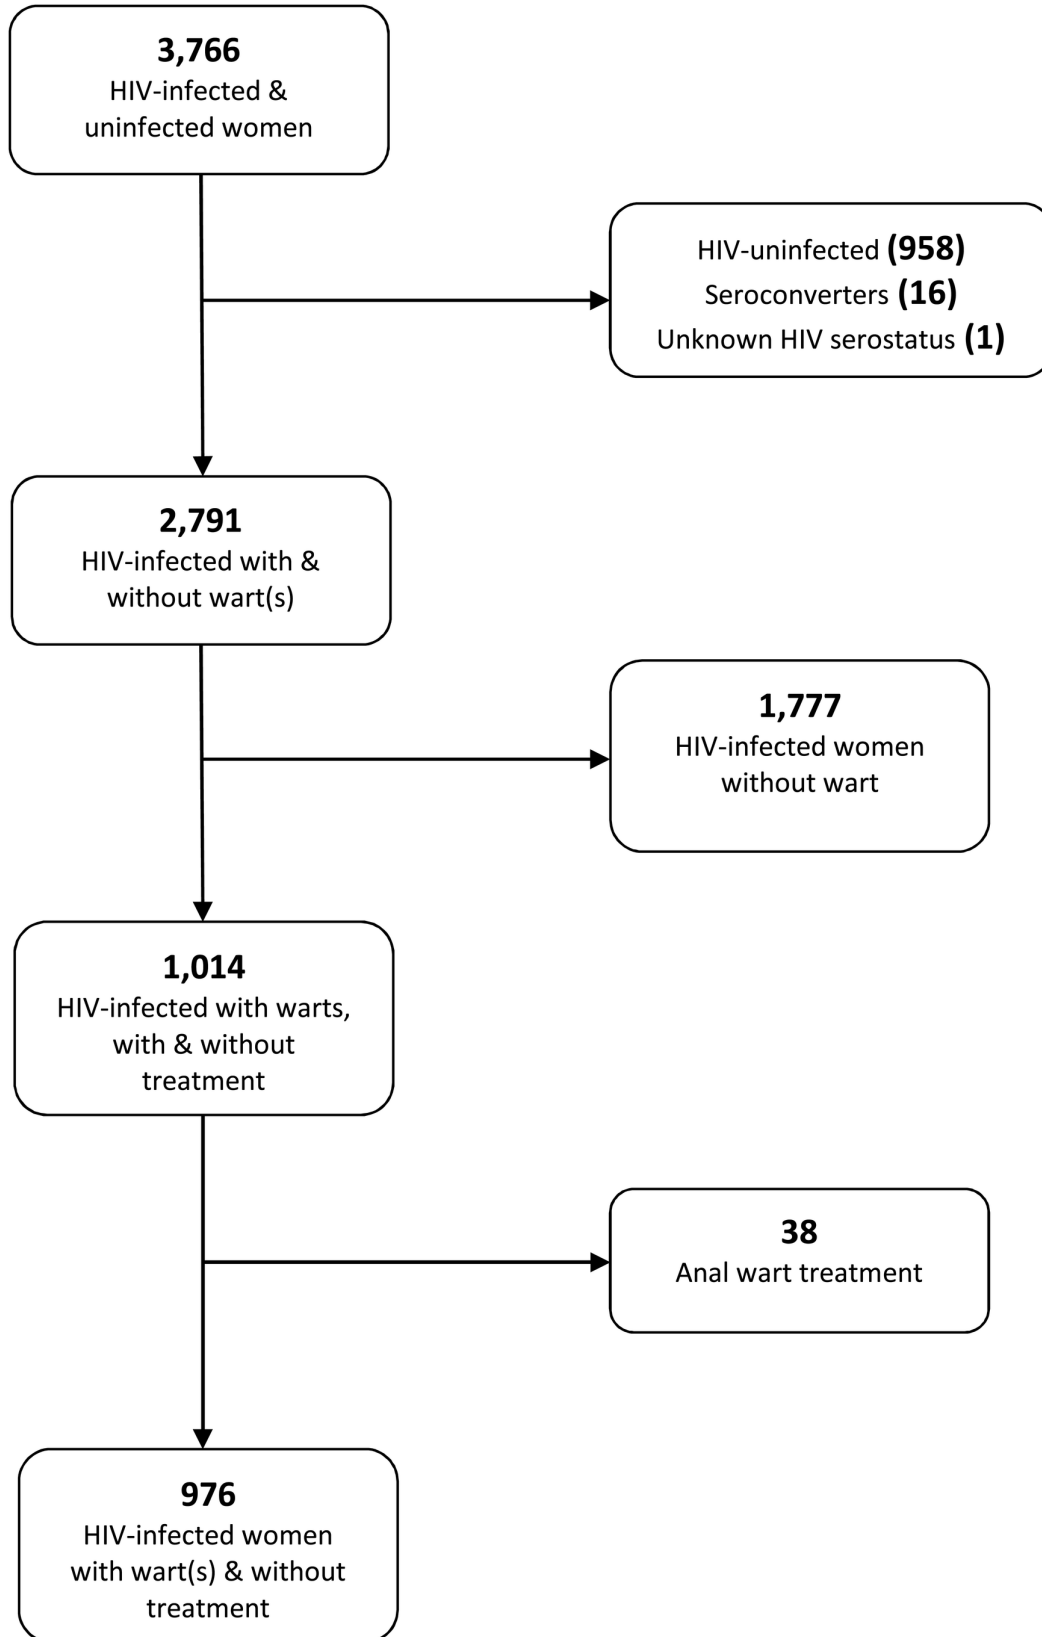 3,766
HIV-infected &
uninfected women
HIV-uninfected (958)
Seroconverters (16)
Unknown HIV serostatus (1)
2,791
HIV-infected with &
without wart(s)
1,777
HIV-infected women
without wart
1,014
HIV-infected with warts,
with & without
treatment
38
Anal wart treatment
976
HIV-infected women
with wart(s) & without
treatment